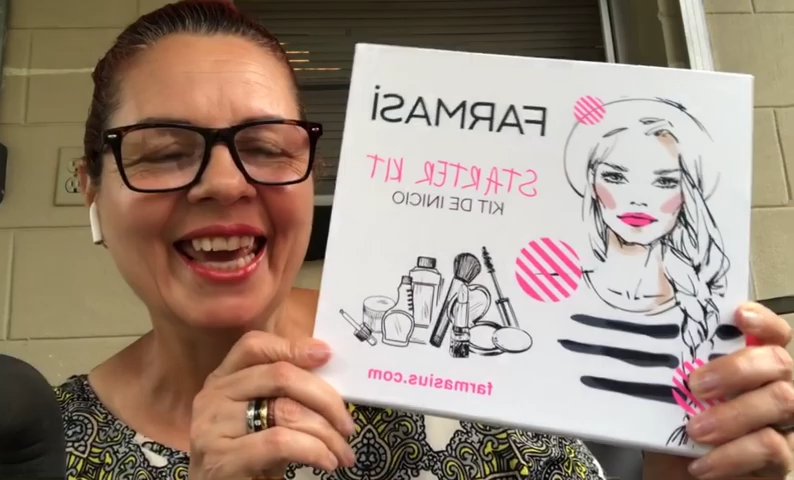 FARMASİ
STARTER KIT
KIT DE INICIO
farmasius.com